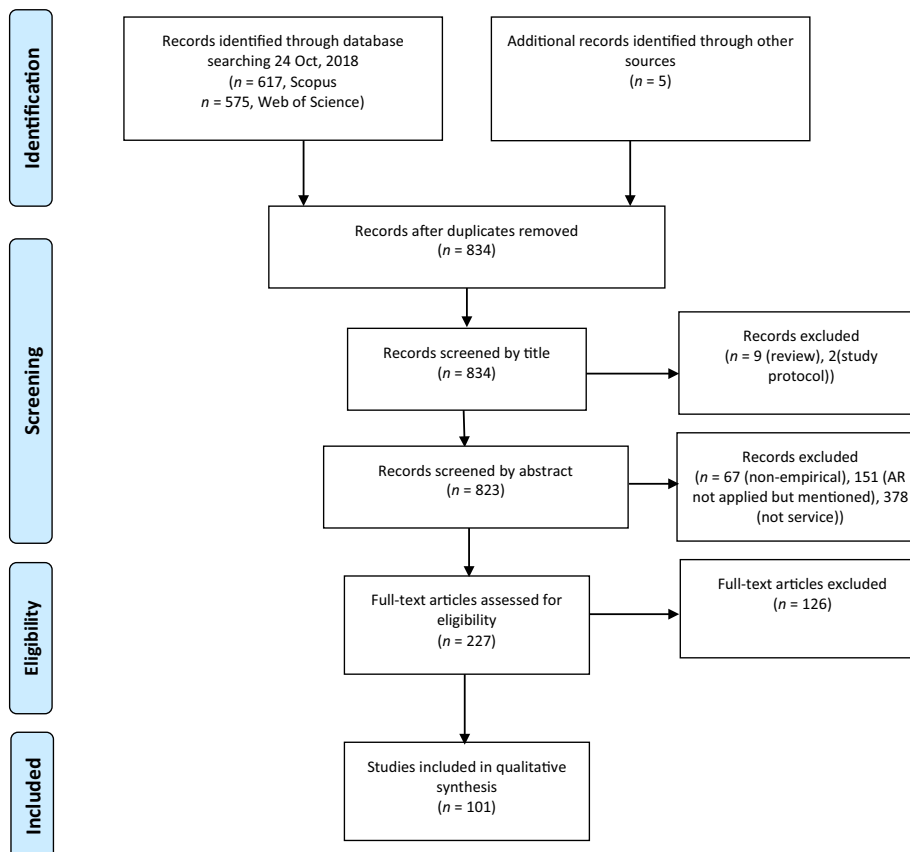 Identification
Records identified through database
searching 24 Oct, 2018
(n = 617, Scopus
n = 575, Web of Science)
Additional records identified through other
sources
(n = 5)
Records after duplicates removed
(n = 834)
Screening
Records screened by title
(n = 834)
Records excluded
(n = 9 (review), 2(study
protocol))
Records screened by abstract
(n = 823)
Records excluded
(n = 67 (non-empirical), 151 (AR
not applied but mentioned), 378
(not service))
Eligibility
Full-text articles assessed for
eligibility
(n = 227)
Full-text articles excluded
(n = 126)
Included
Studies included in qualitative
synthesis
(n = 101)